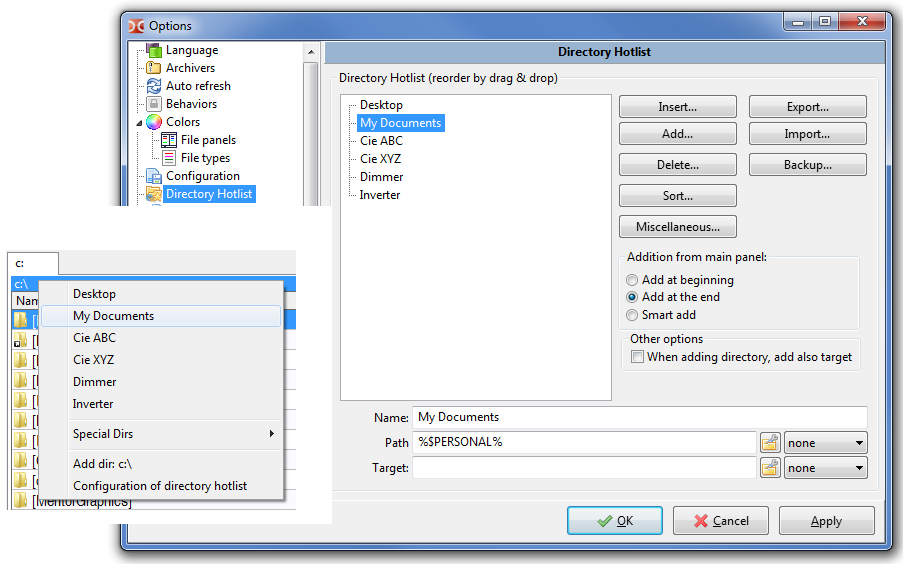 Options
Language
Archivers
Auto refresh
Behaviors
Colors
File panels
File types
Configuration
Directory Hotlist
Directory Hotlist
Directory Hotlist (reorder by drag & drop)
Desktop
My Documents
Cie ABC
Cie XYZ
Dimmer
Inverter
Insert...
Export...
Add...
Import...
Delete...
Backup...
Sort...
Miscellaneous...
Addition from main panel:
Add at beginning
Add at the end
Smart add
Other options
When adding directory, add also target
Name: My Documents
Path %$PERSONAL% none
Target: none
OK
Cancel
Apply
c:
c:\
Desktop
My Documents
Cie ABC
Cie XYZ
Dimmer
Inverter
Special Dirs
Add dir: c:\
Configuration of directory hotlist
[MentorGraphics]